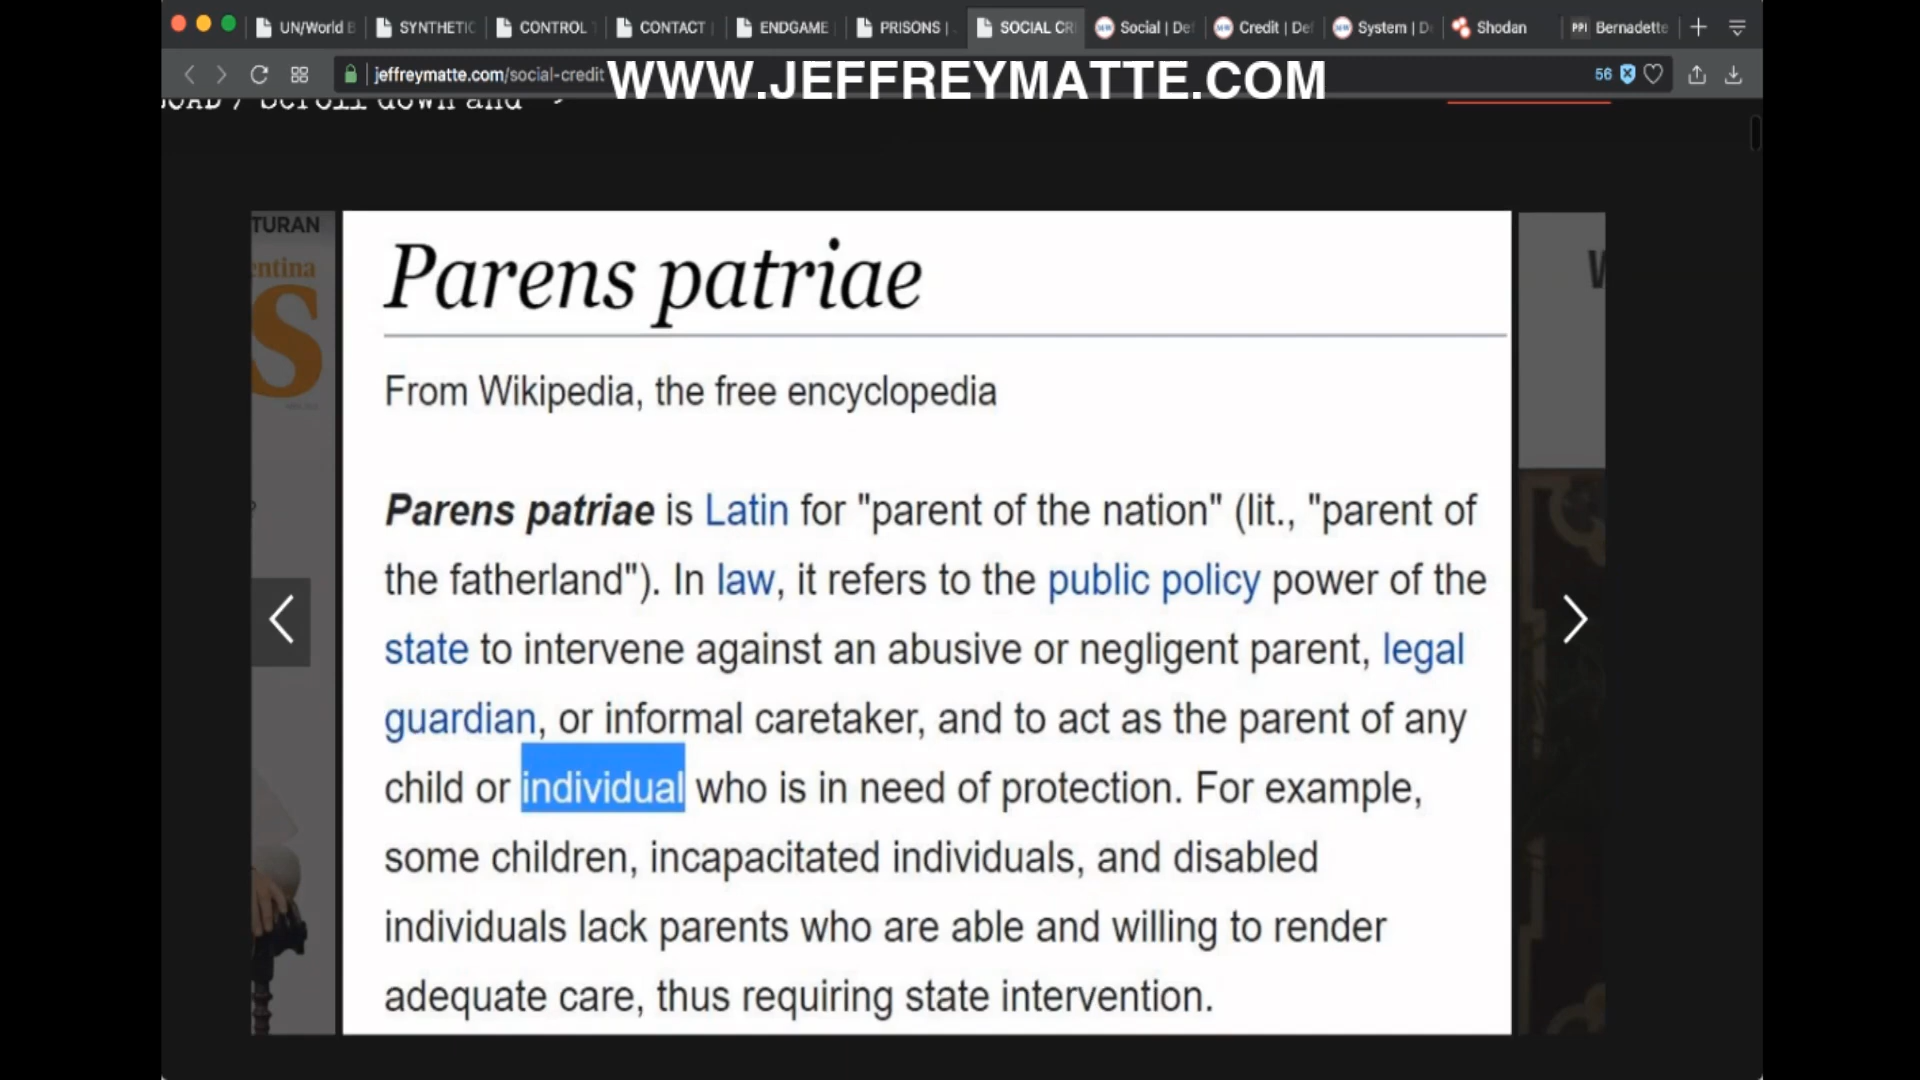 UN/World B
SYNTHETIC
CONTROL
CONTACT
ENDGAME
PRISONS |
SOCIAL CR
Social | De
Credit | De
System | D
Shodan
PPI Bernadette
jeffreymatte.com/social-credit
WWW.JEFFREYMATTE.COM
56
Scroll down and
TURAN
entina
S
Parens patriae
From Wikipedia, the free encyclopedia
Parens patriae is Latin for "parent of the nation" (lit., "parent of
the fatherland"). In law, it refers to the public policy power of the
state to intervene against an abusive or negligent parent, legal
guardian, or informal caretaker, and to act as the parent of any
child or individual who is in need of protection. For example,
some children, incapacitated individuals, and disabled
individuals lack parents who are able and willing to render
adequate care, thus requiring state intervention.